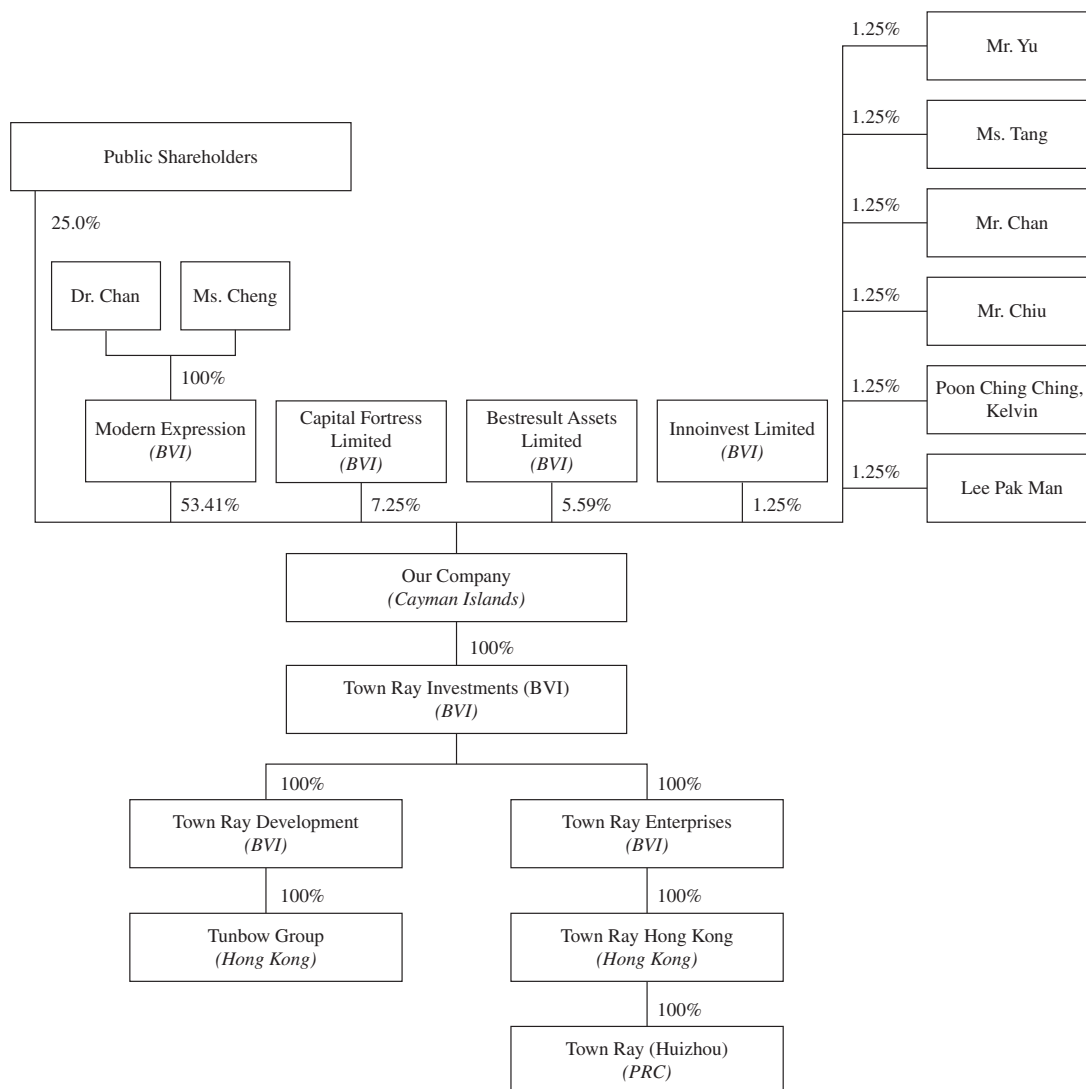 1.25%
Mr. Yu
1.25%
Ms. Tang
Public Shareholders
1.25%
Mr. Chan
25.0%
Dr. Chan
Ms. Cheng
1.25%
Mr. Chiu
100%
1.25%
Poon Ching Ching,
Kelvin
Modern Expression
(BVI)
Capital Fortress
Limited
(BVI)
Bestresult Assets
Limited
(BVI)
Innoinvest Limited
(BVI)
1.25%
Lee Pak Man
53.41%
7.25%
5.59%
1.25%
Our Company
(Cayman Islands)
100%
Town Ray Investments (BVI)
(BVI)
100%
100%
Town Ray Development
(BVI)
Town Ray Enterprises
(BVI)
100%
100%
Tunbow Group
(Hong Kong)
Town Ray Hong Kong
(Hong Kong)
100%
Town Ray (Huizhou)
(PRC)